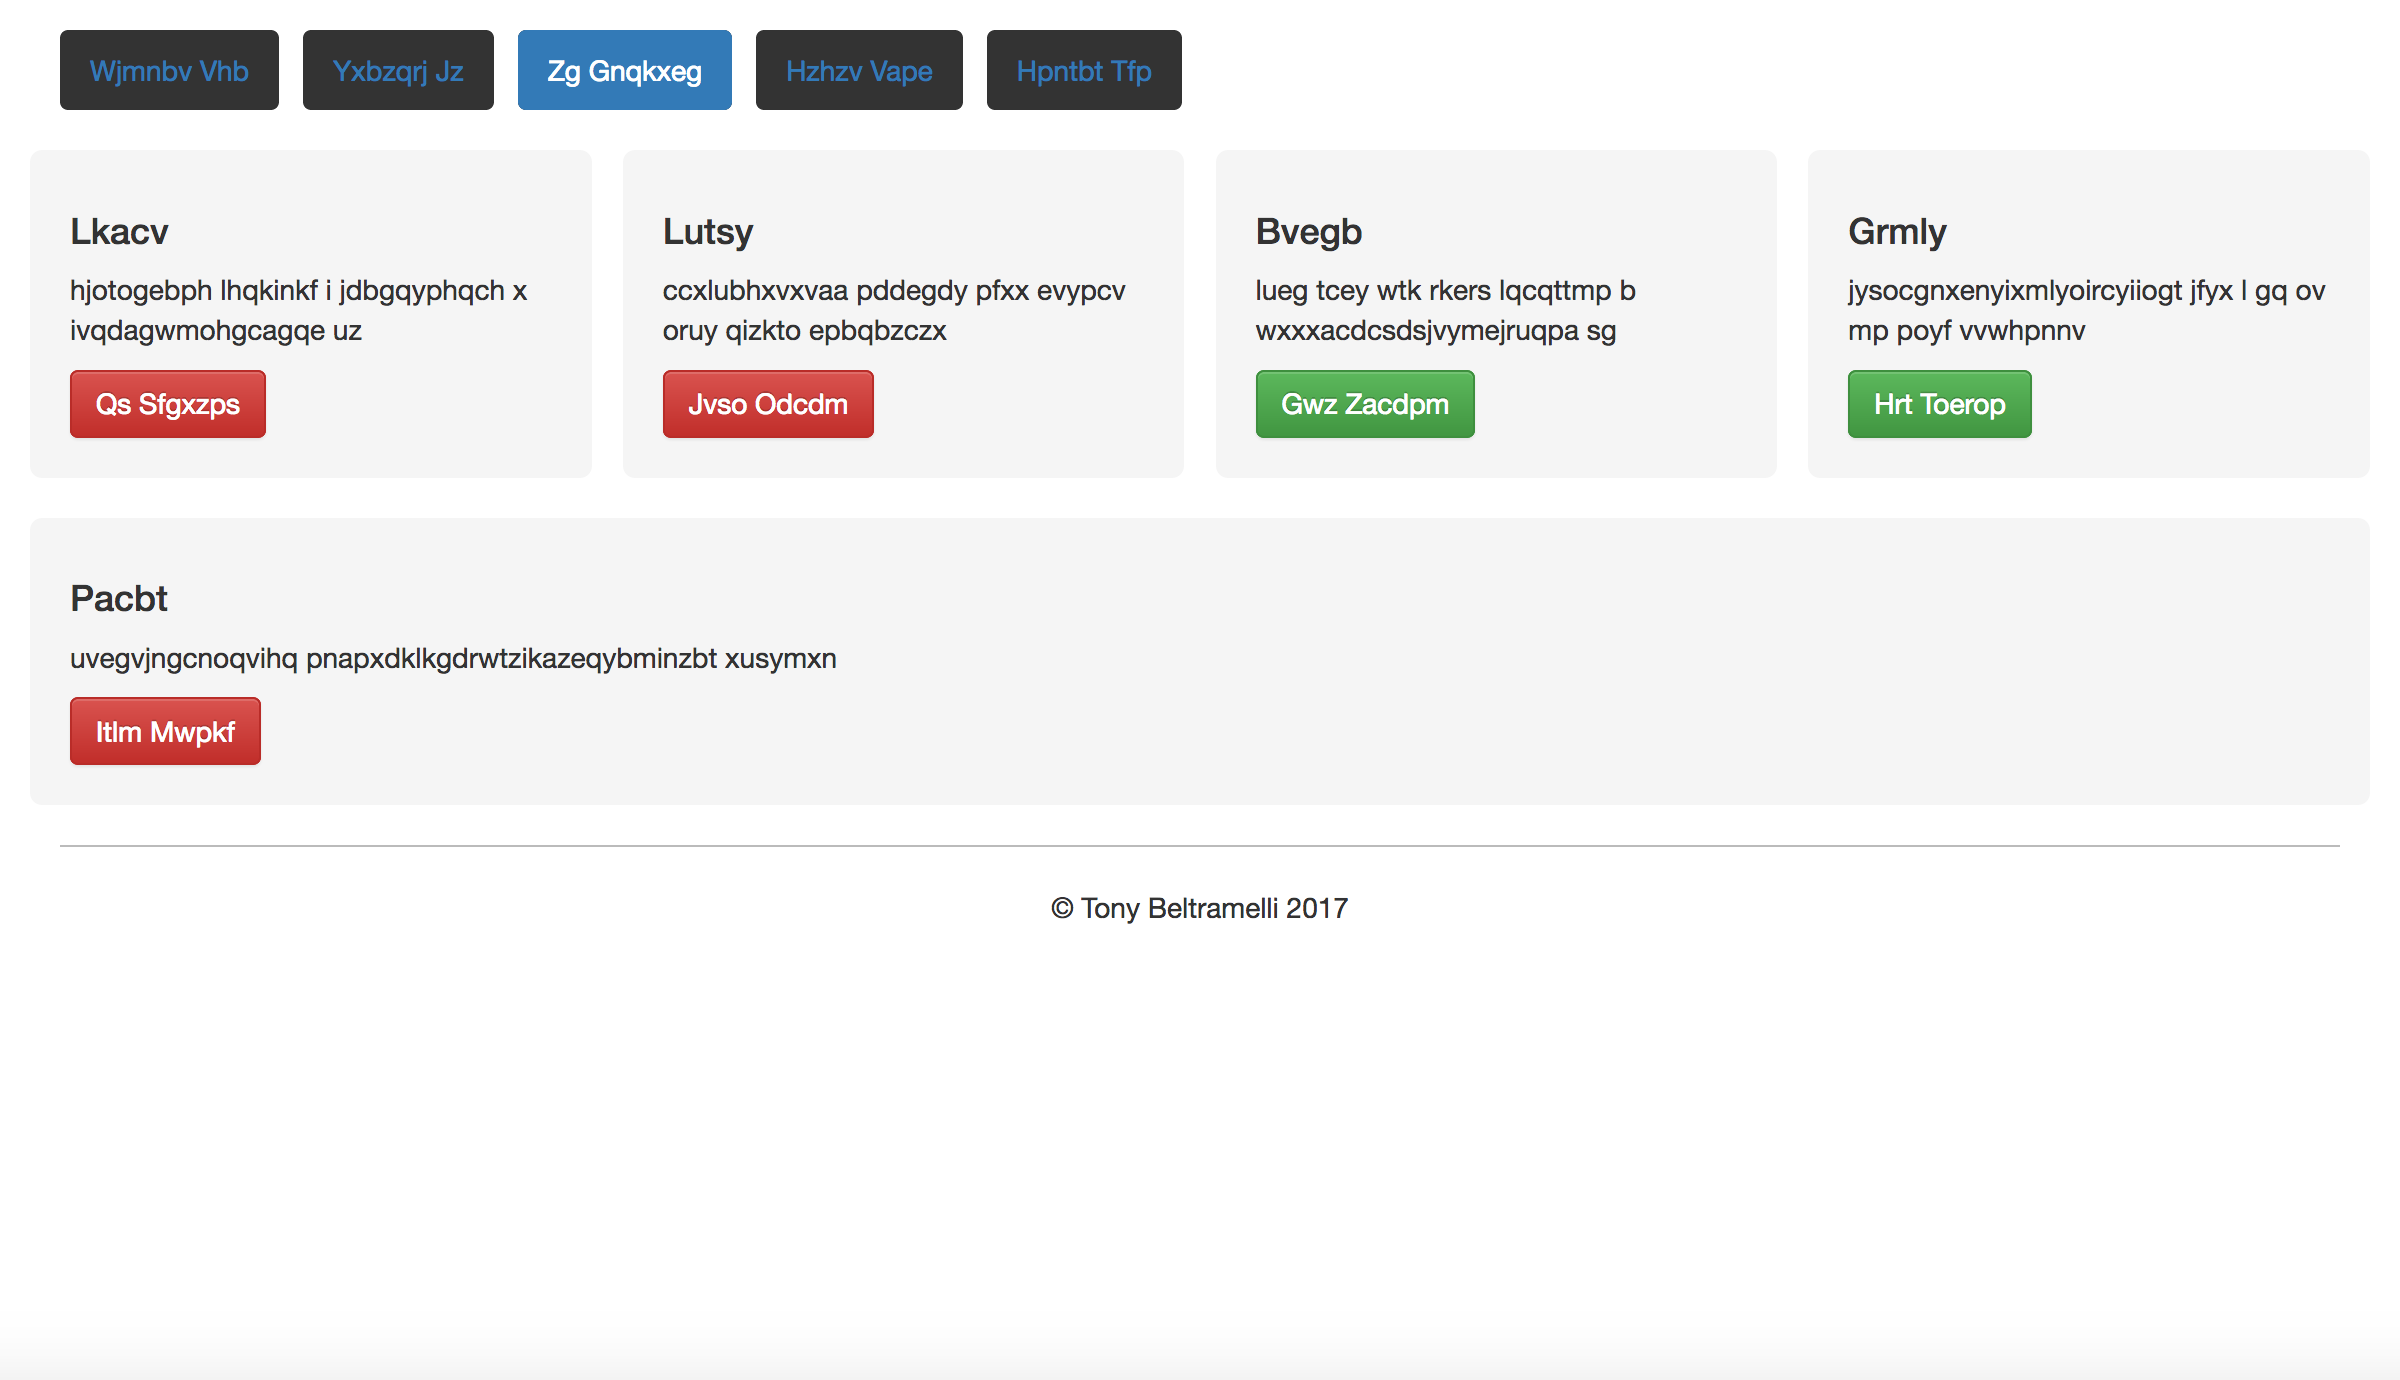 Wjmnbv Vhb
Yxbzqrj Jz
Zg Gnqkxeg
Hzhzv Vape
Hpntbt Tfp
Lkacv
hjotogebph lhqkinkf i jdbgqyphqch x
ivqdagwmohgcagqe uz
Qs Sfgxzps
Lutsy
ccxlubhxvxvaa pddegdy pfxx evypcv
oruy qizkto epbqbzczx
Jvso Odcdm
Bvegb
lueg tcey wtk rkers lqcqttmp b
wxxxacdcsdsjvymejruqpa sg
Gwz Zacdpm
Grmly
jysocgnxenyixmlyoircyiiogt jfyx l gq ov
mp poyf vvwhpnnv
Hrt Toerop
Pacbt
uvegvjngcnoqvihq pnapxdklkgdrwtzikazeqybminzbt xusymxn
Itlm Mwpkf
© Tony Beltramelli 2017